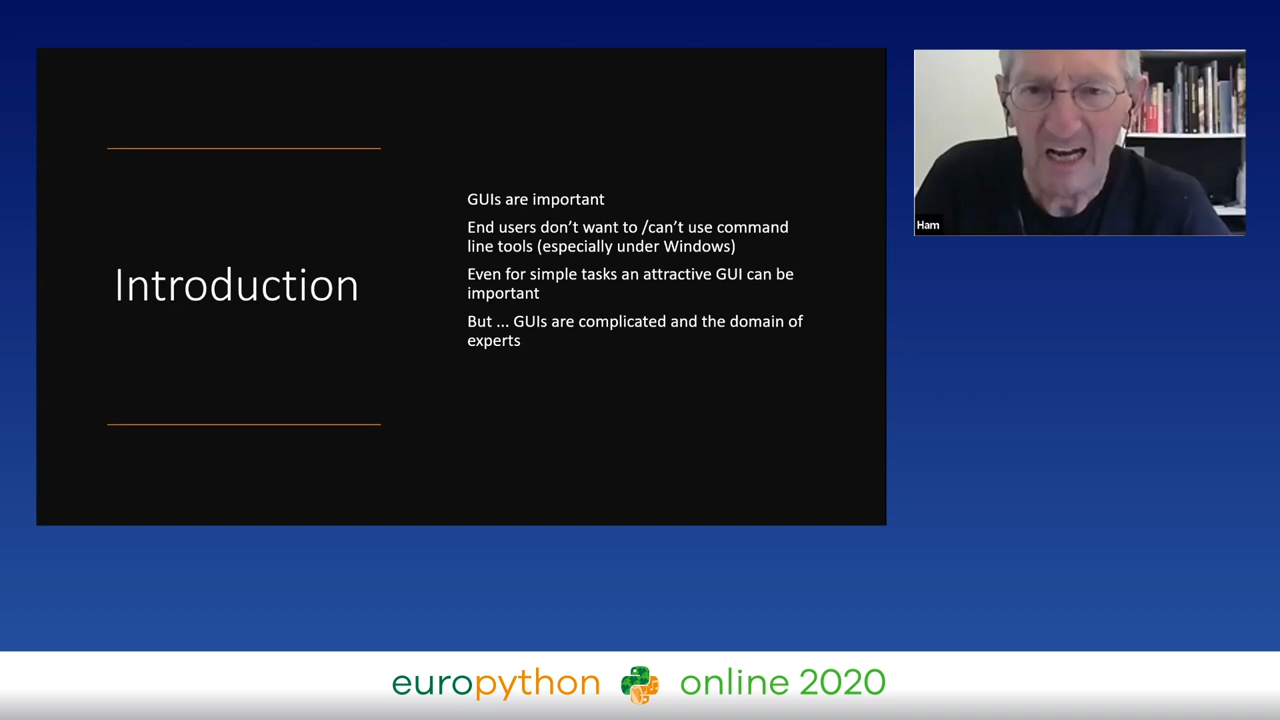 Introduction
GUIs are important
End users don’t want to /can’t use command
line tools (especially under Windows)
Even for simple tasks an attractive GUI can be
important
But ... GUIs are complicated and the domain of
experts
Ham
europython online 2020